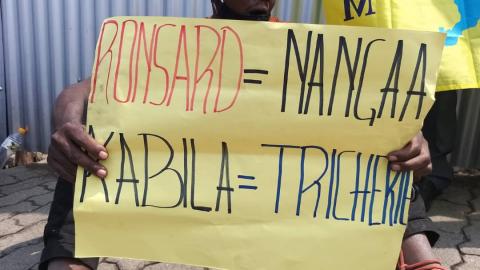 RONSARD = NANGAA
KABILA = TRICHERIE